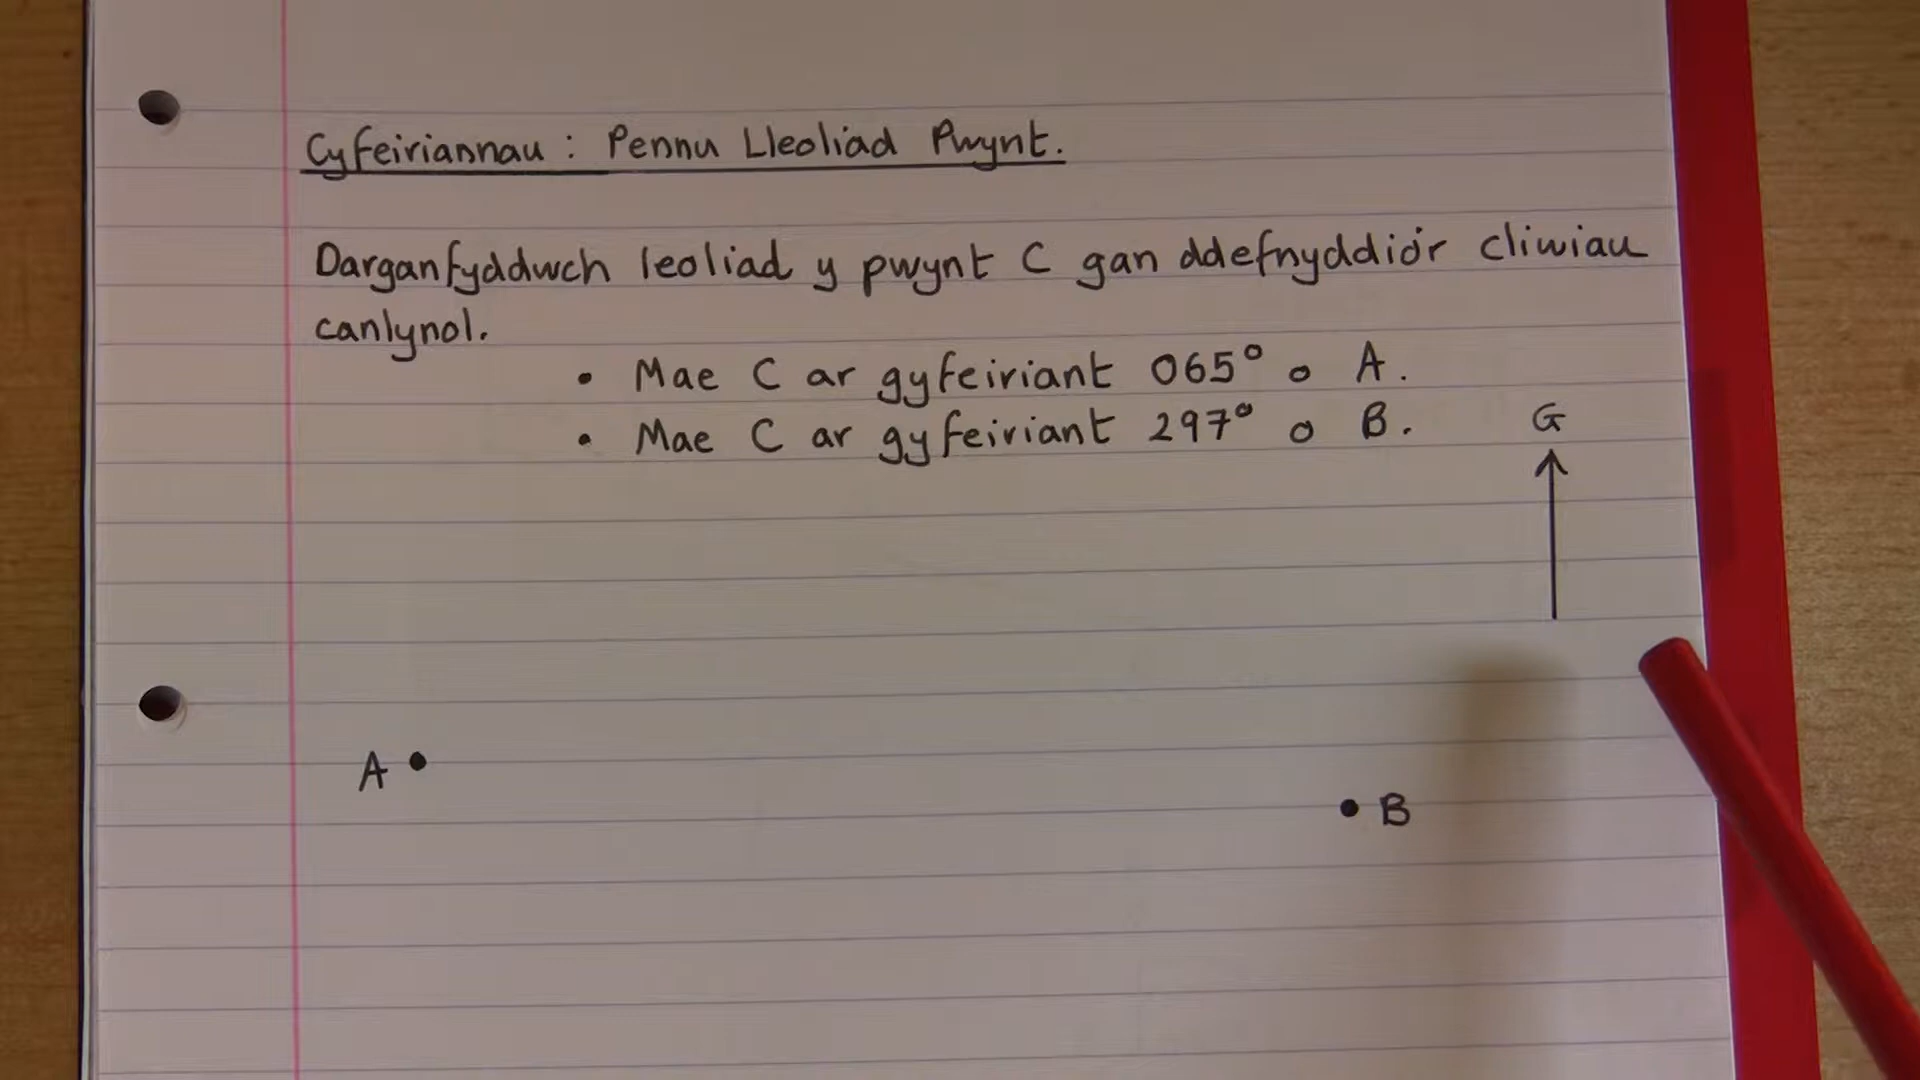 Cyfeiriannau : Pennu Lleoliad Pwynt.
Darganfyddwch leoliad y pwynt C gan ddefnyddio'r cliwiau
canlynol.
• Mae C ar gyfeiriant 065° o A.
• Mae C ar gyfeiriant 297° o B.
G
A
B